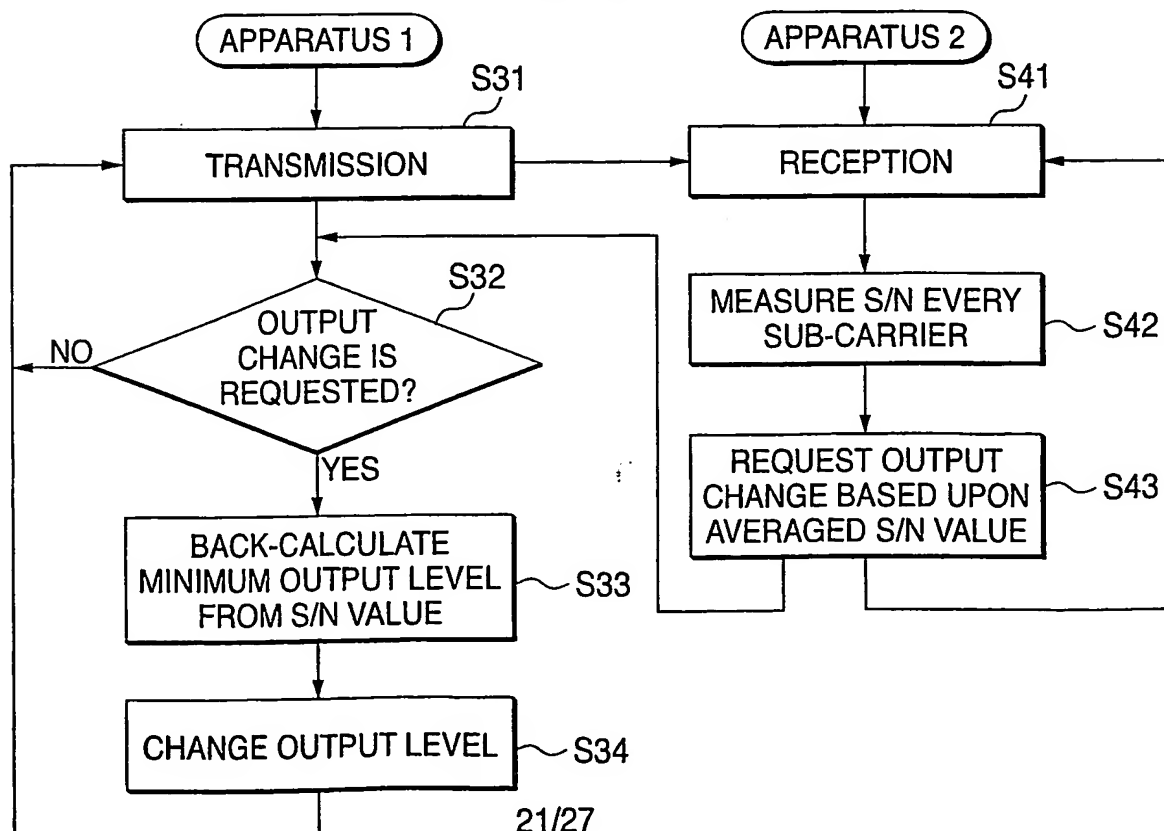 APPARATUS 1
S31
TRANSMISSION
S32
OUTPUT
CHANGE IS
REQUESTED?
NO
YES
BACK-CALCULATE
MINIMUM OUTPUT LEVEL
FROM S/N VALUE
S33
CHANGE OUTPUT LEVEL
S34
APPARATUS 2
S41
RECEPTION
MEASURE S/N EVERY
SUB-CARRIER
S42
REQUEST OUTPUT
CHANGE BASED UPON
AVERAGED S/N VALUE
S43
21/27